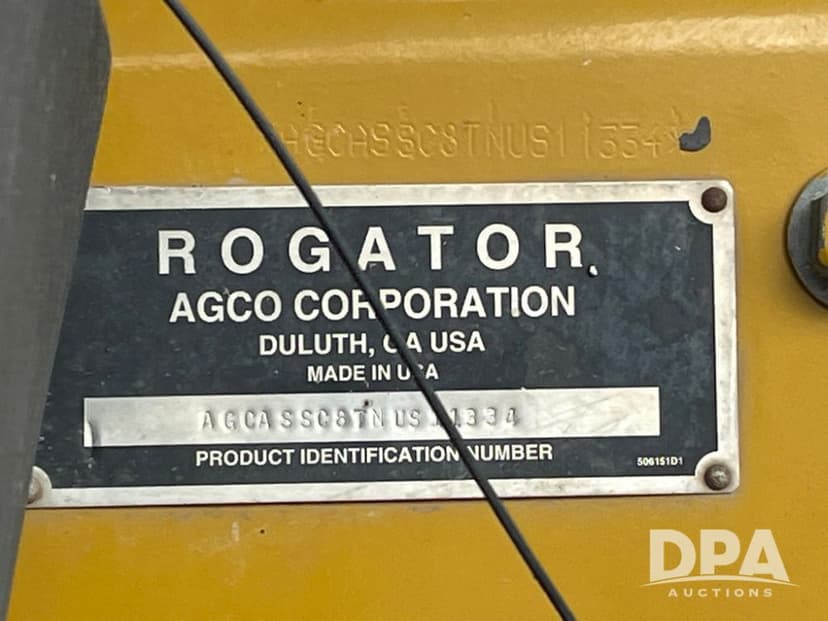 *AGCASSC8TNUS11334*
ROGATOR
AGCO CORPORATION
DULUTH, GA USA
MADE IN USA
AGCASSC8TNUS11334
PRODUCT IDENTIFICATION NUMBER
506151D1
DPA
AUCTIONS